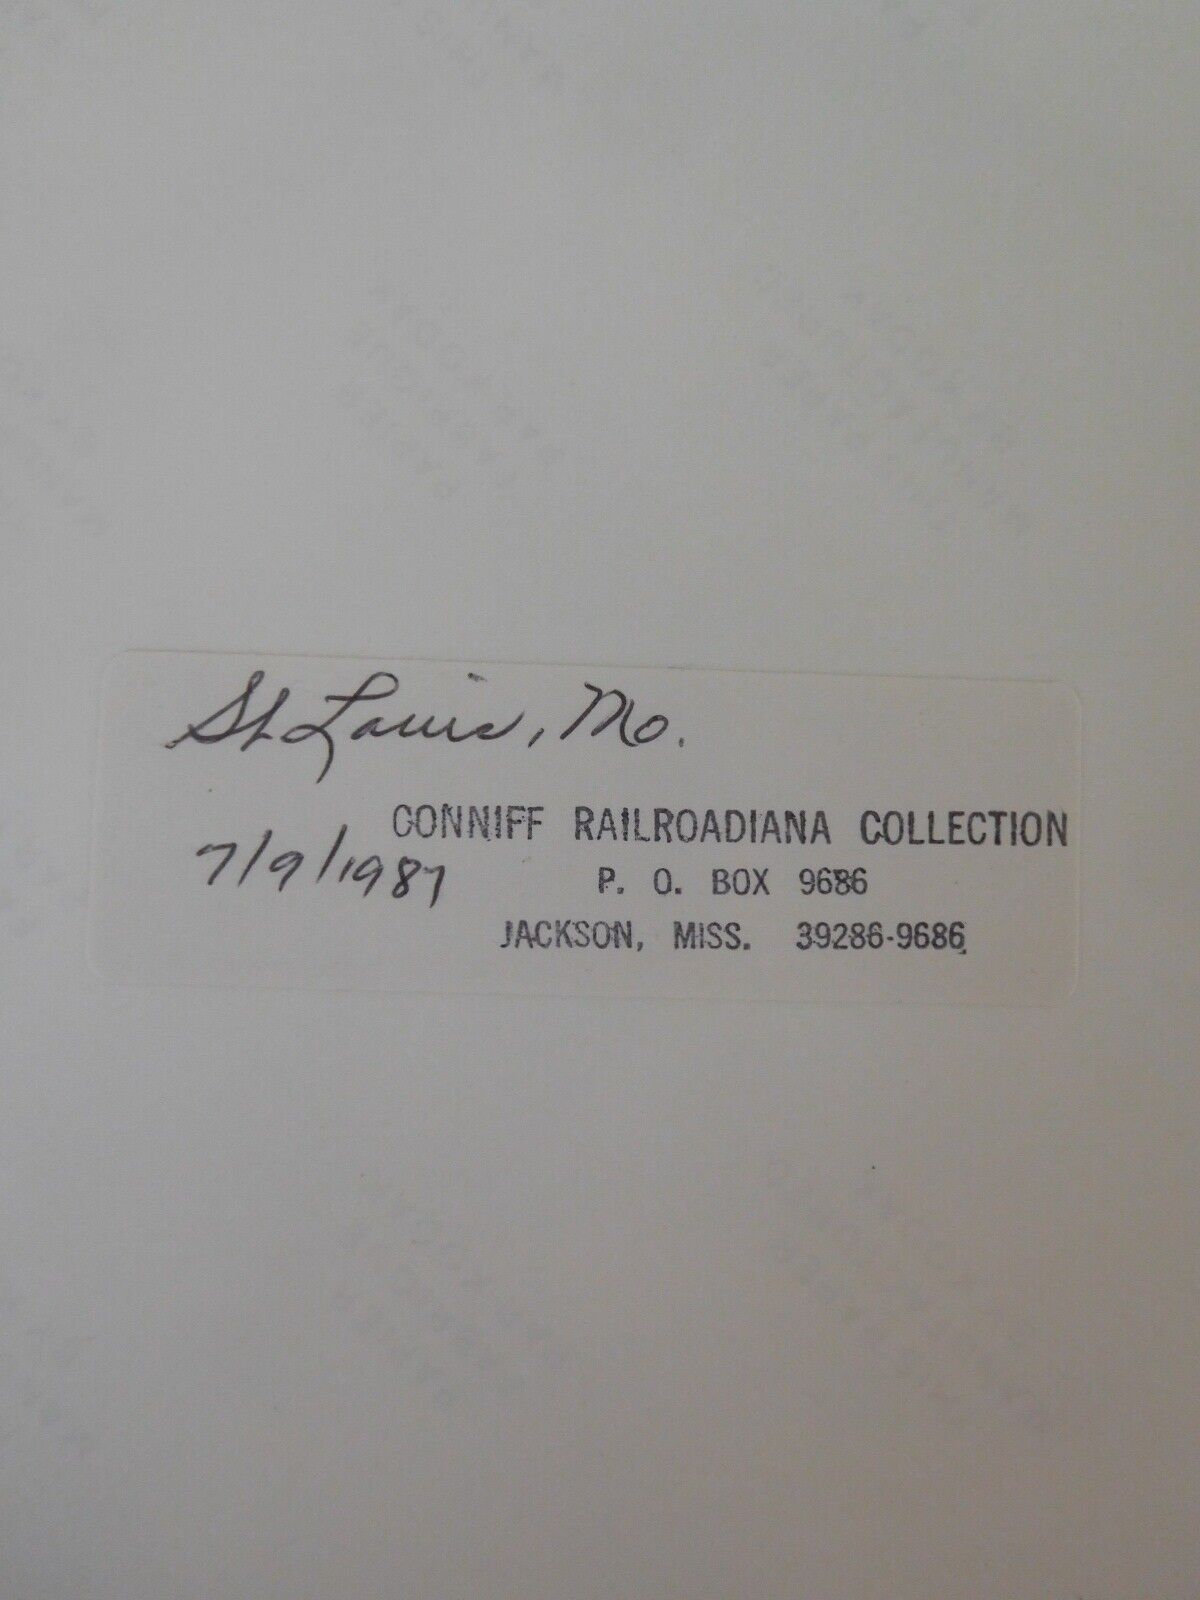 St Louis, Mo.
CONNIFF RAILROADIANA COLLECTION
7/9/1987
P. O. BOX 9686
JACKSON, MISS. 39286-9686